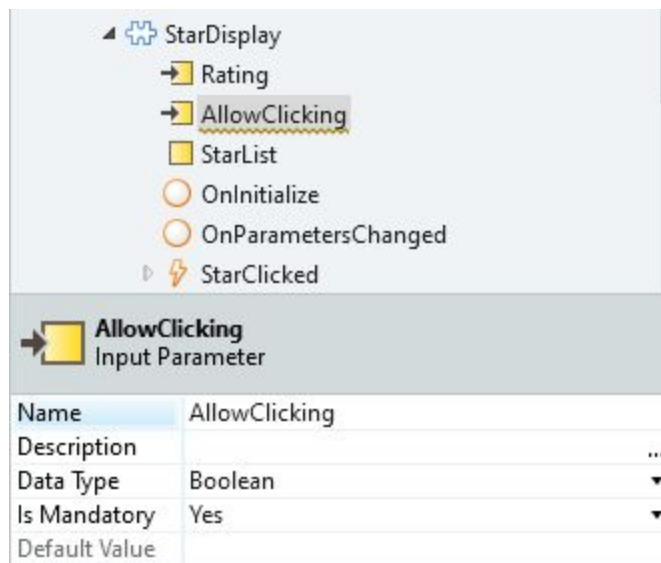 StarDisplay
Rating
AllowClicking
StarList
OnInitialize
OnParametersChanged
StarClicked
AllowClicking
Input Parameter
Name AllowClicking
Description ...
Data Type Boolean
Is Mandatory Yes
Default Value